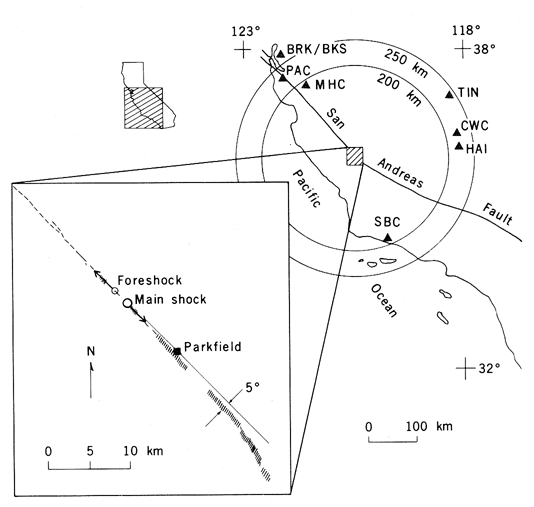 123°
118°
BRK/BKS
250 km
38°
PAC
200 km
MHC
TIN
San
CWC
HAI
Andreas
Pacific
Fault
SBC
Foreshock
Main shock
Ocean
N
Parkfield
32°
5°
0 5 10 km
0 100 km